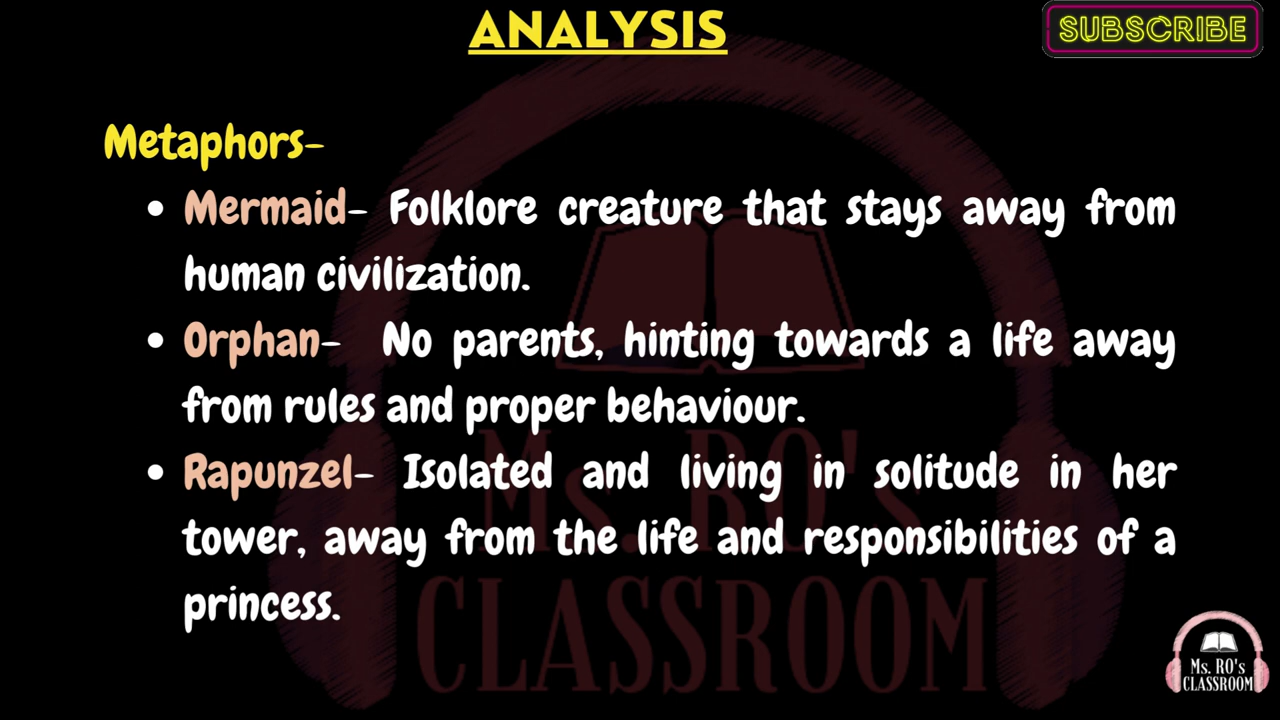 ANALYSIS
SUBSCRIBE
Metaphors-
• Mermaid- Folklore creature that stays away from
human civilization.
• Orphan- No parents, hinting towards a life away
from rules and proper behaviour.
• Rapunzel- Isolated and living in solitude in her
tower, away from the life and responsibilities of a
princess.
Ms. RO's
CLASSROOM
Ms. RO's
CLASSROOM